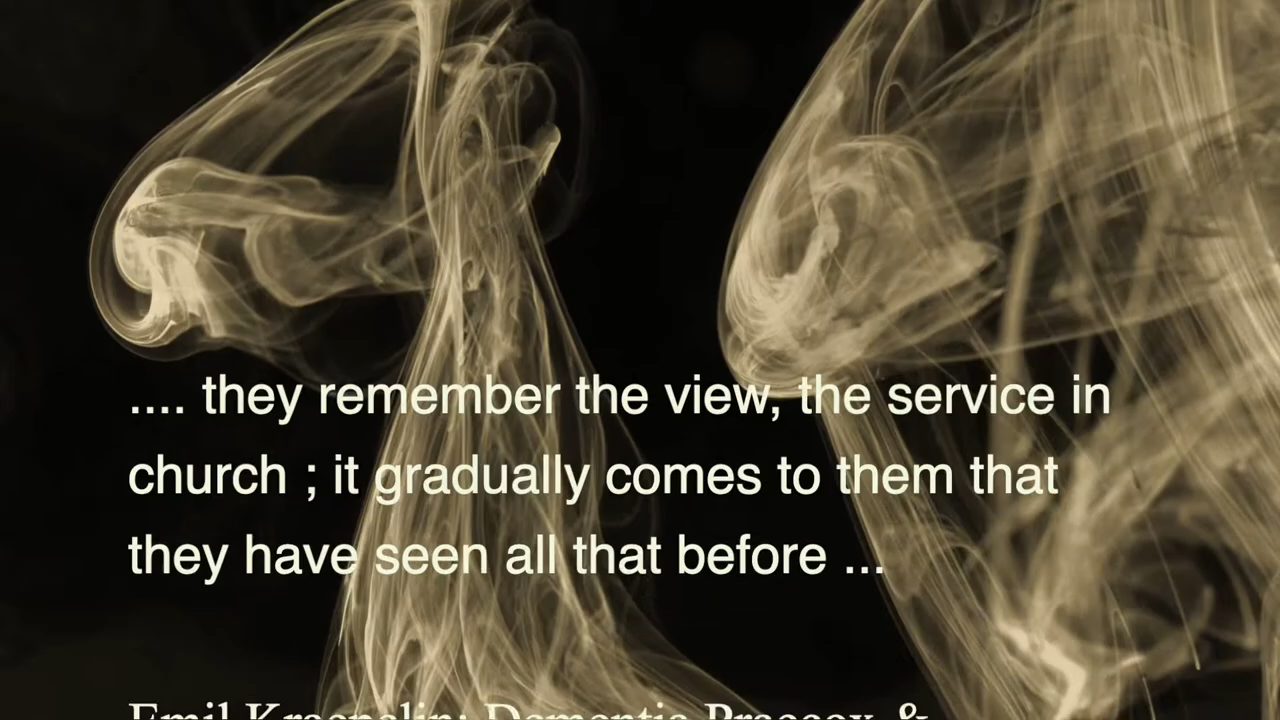 .... they remember the view, the service in
church ; it gradually comes to them that
they have seen all that before ...
Emil Kraepelin: Dementia Praecox &